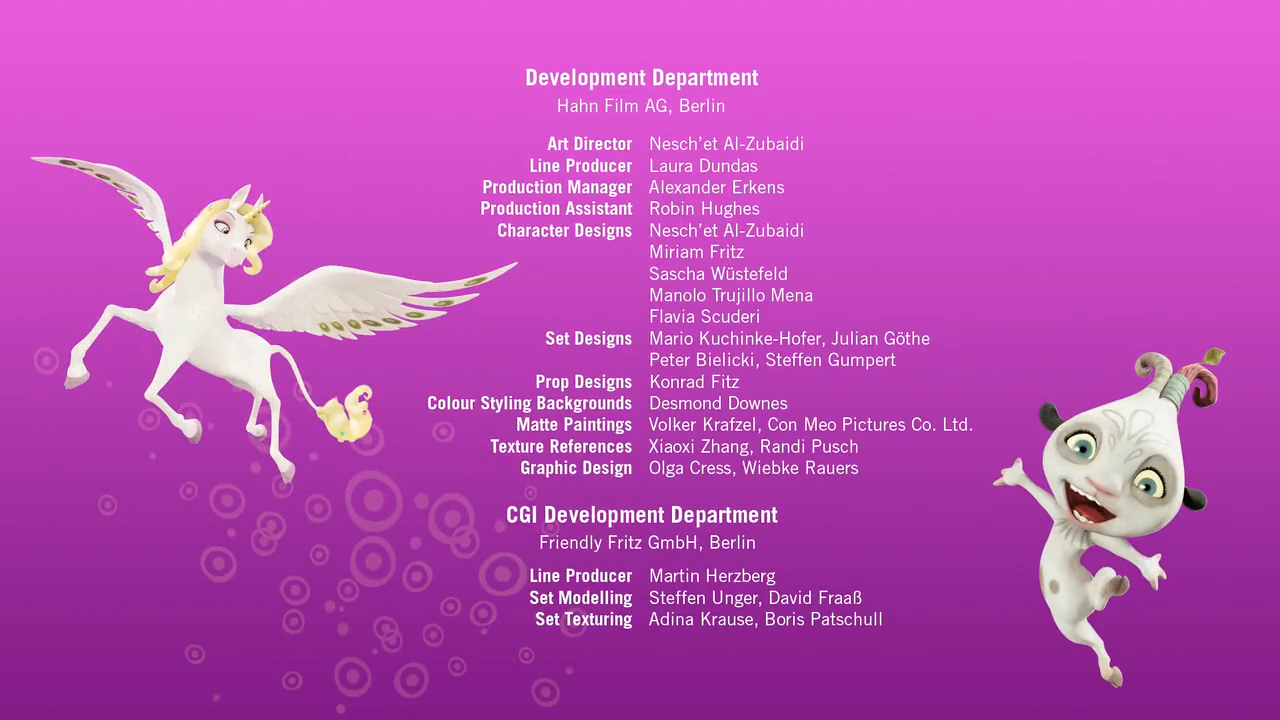 Development Department
Hahn Film AG, Berlin
Art Director Nesch'et Al-Zubaidi
Line Producer Laura Dundas
Production Manager Alexander Erkens
Production Assistant Robin Hughes
Character Designs Nesch'et Al-Zubaidi
Miriam Fritz
Sascha Wüstefeld
Manolo Trujillo Mena
Flavia Scuderi
Set Designs Mario Kuchinke-Hofer, Julian Göthe
Peter Bielicki, Steffen Gumpert
Prop Designs Konrad Fitz
Colour Styling Backgrounds Desmond Downes
Matte Paintings Volker Krafzel, Con Meo Pictures Co. Ltd.
Texture References Xiaoxi Zhang, Randi Pusch
Graphic Design Olga Cress, Wiebke Rauers
CGI Development Department
Friendly Fritz GmbH, Berlin
Line Producer Martin Herzberg
Set Modelling Steffen Unger, David Fraaß
Set Texturing Adina Krause, Boris Patschull